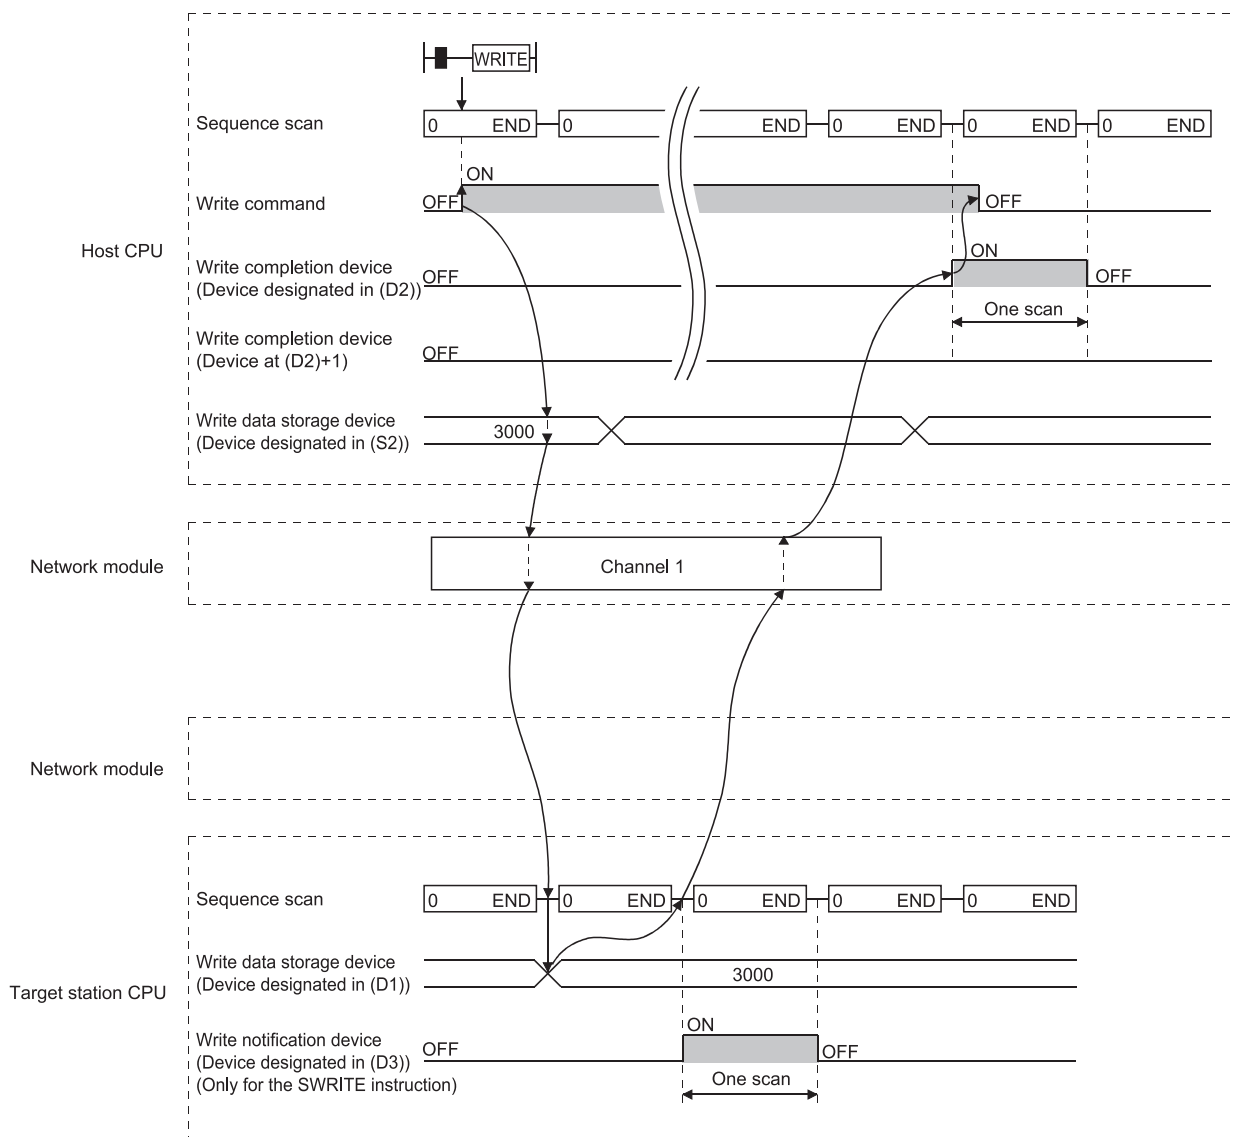 WRITE
Sequence scan
0 END 0 END 0 END 0 END 0 END
ON
Write command
OFF
OFF
Host CPU
Write completion device
(Device designated in (D2))
OFF
ON
OFF
One scan
Write completion device
(Device at (D2)+1)
OFF
Write data storage device
(Device designated in (S2))
3000
Network module
Channel 1
Network module
Target station CPU
Sequence scan
0 END 0 END 0 END 0 END 0 END
Write data storage device
(Device designated in (D1))
3000
Write notification device
(Device designated in (D3))
(Only for the SWRITE instruction)
OFF
ON
OFF
One scan